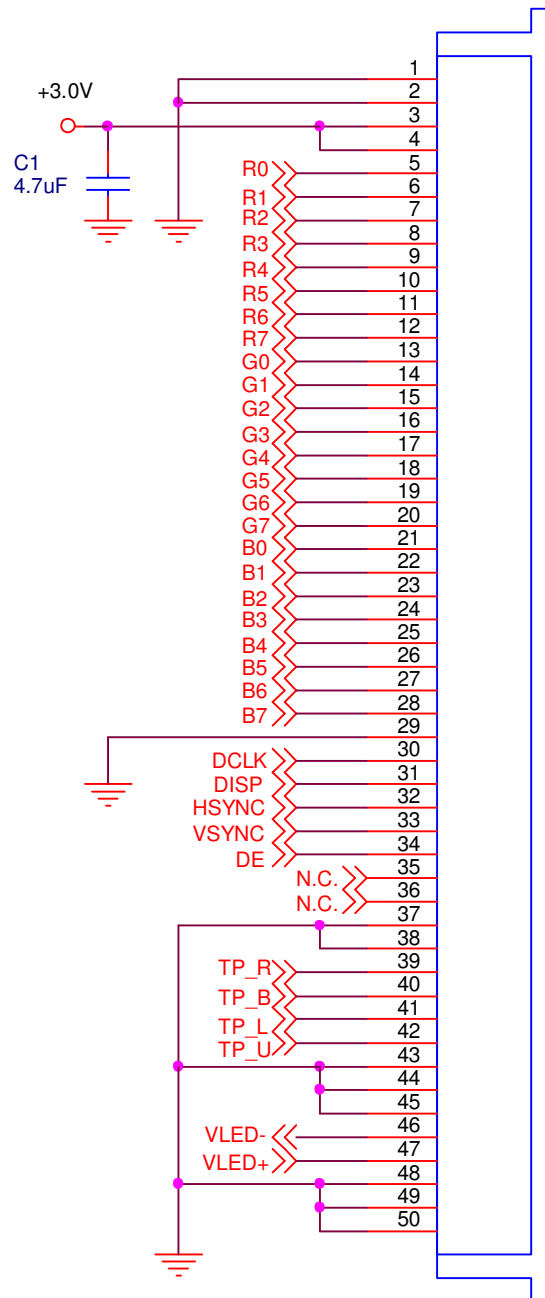 1
+3.0V
2
3
4
C1
4.7uF
R0
5
R1
6
R2
7
R3
8
R4
9
R5
10
R6
11
R7
12
G0
13
G1
14
G2
15
G3
16
G4
17
G5
18
G6
19
G7
20
B0
21
B1
22
B2
23
B3
24
B4
25
B5
26
B6
27
B7
28
29
DCLK
30
DISP
31
HSYNC
32
VSYNC
33
DE
34
N.C.
35
N.C.
36
37
38
TP_R
39
TP_B
40
TP_L
41
TP_U
42
43
44
45
VLED-
46
VLED+
47
48
49
50